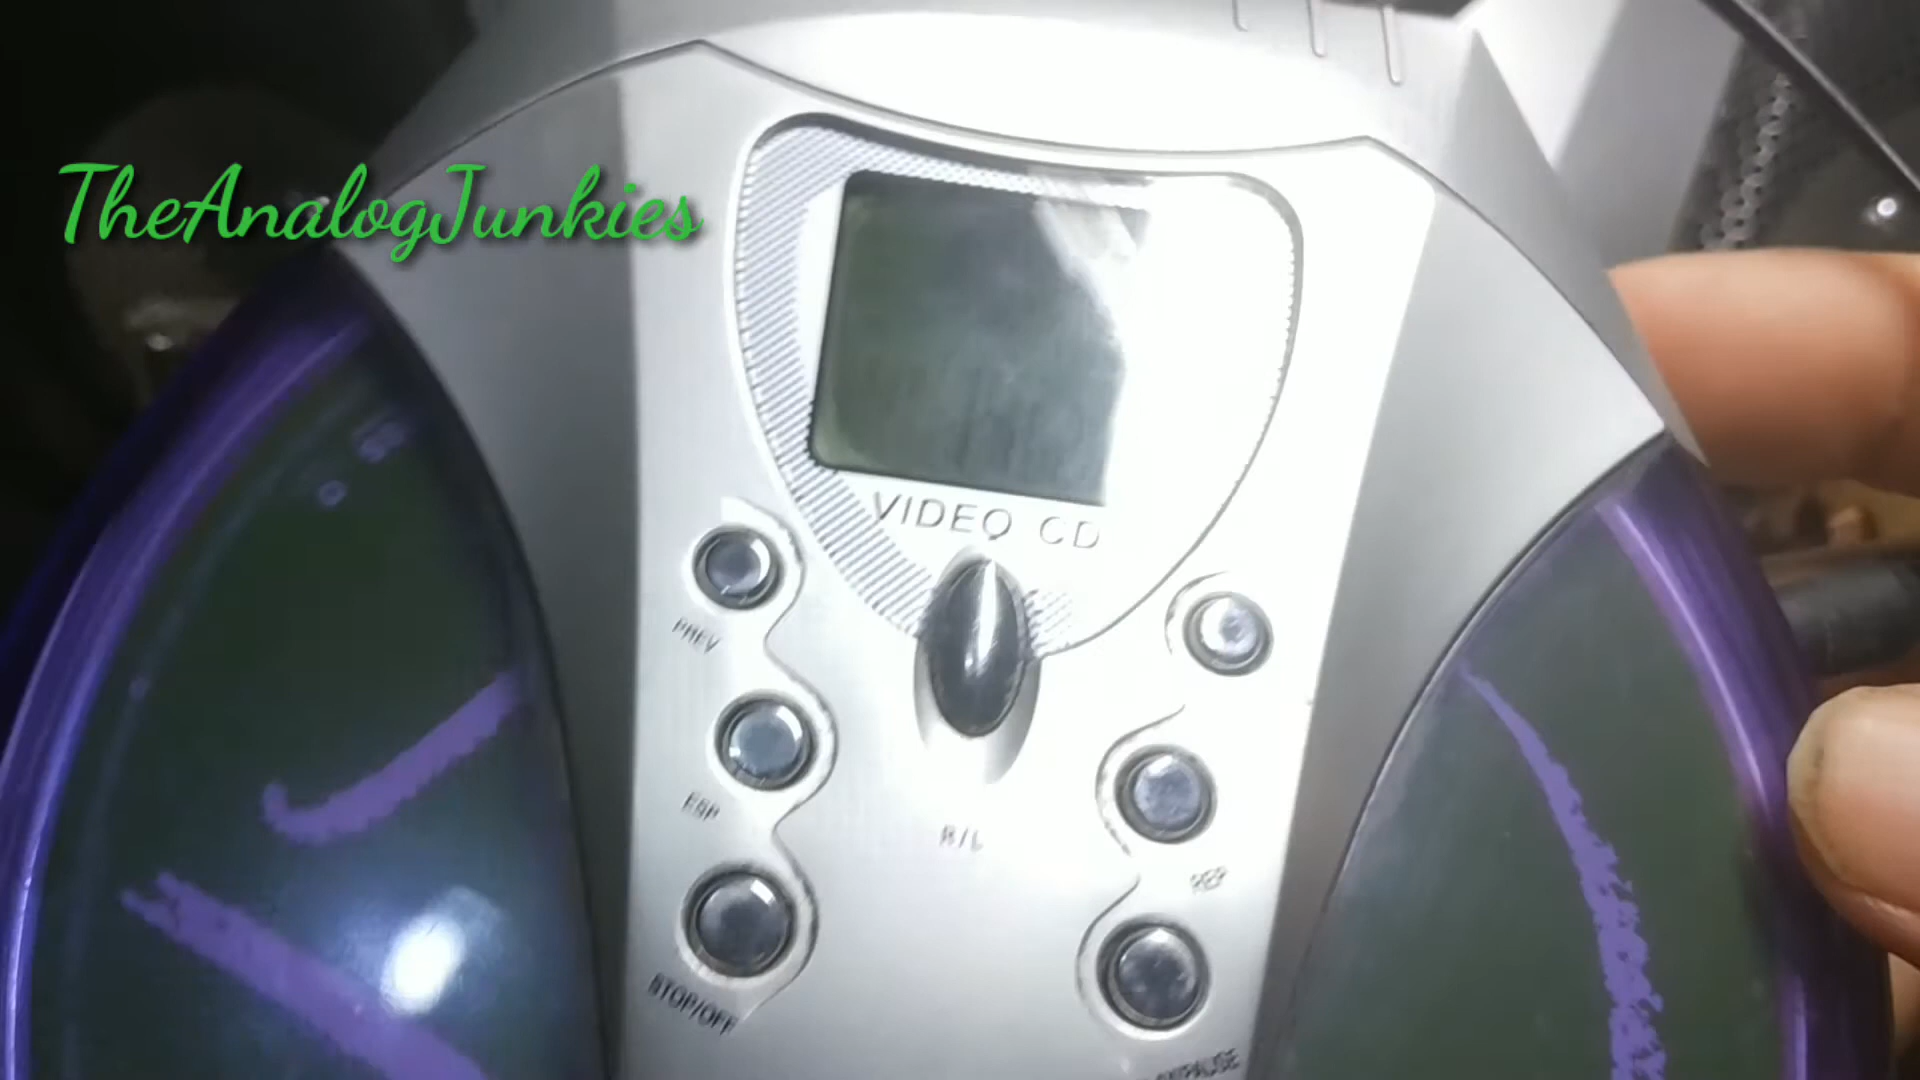 TheAnalogJunkies
VIDEO CD
PREV
ESP
R/L
REP
STOP/OFF